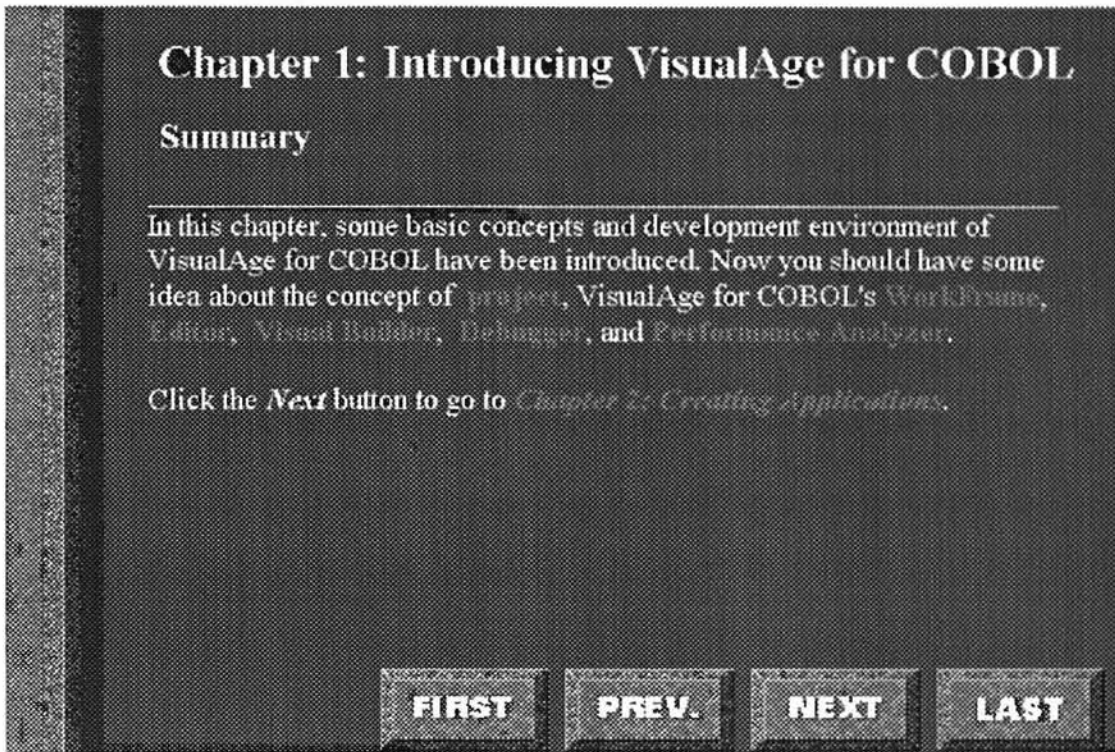 Chapter 1: Introducing VisualAge for COBOL
Summary
In this chapter, some basic concepts and development environment of
VisualAge for COBOL have been introduced. Now you should have some
idea about the concept of project, VisualAge for COBOL's WorkFrame,
Editor, Visual Builder, Debugger, and Performance Analyzer.
Click the Next button to go to Chapter 2: Creating Applications.
FIRST PREV. NEXT LAST